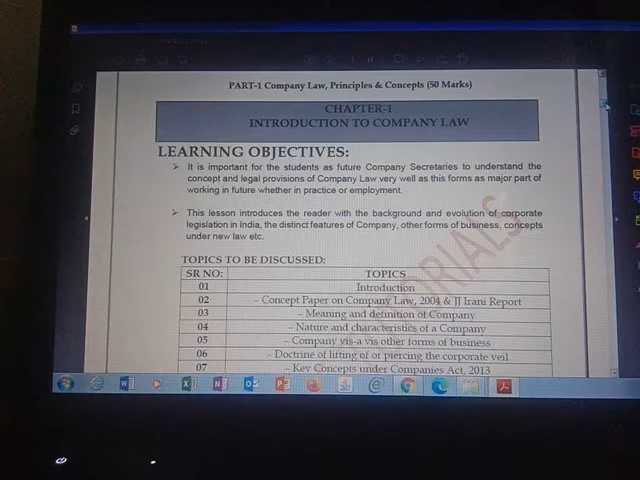 PART-1 Company Law, Principles & Concepts (50 Marks)
CHAPTER-1
INTRODUCTION TO COMPANY LAW
LEARNING OBJECTIVES:
➢ It is important for the students as future Company Secretaries to understand the
concept and legal provisions of Company Law very well as this forms as major part of
working in future whether in practice or employment.
➢ This lesson introduces the reader with the background and evolution of corporate
legislation in India, the distinct features of Company, other forms of business, concepts
under new law etc.
TOPICS TO BE DISCUSSED:
SR NO: TOPICS
01 Introduction
02 – Concept Paper on Company Law, 2004 & JJ Irani Report
03 – Meaning and definition of Company
04 – Nature and characteristics of a Company
05 – Company vis-a vis other forms of business
06 – Doctrine of lifting of or piercing the corporate veil
07 – Key Concepts under Companies Act, 2013